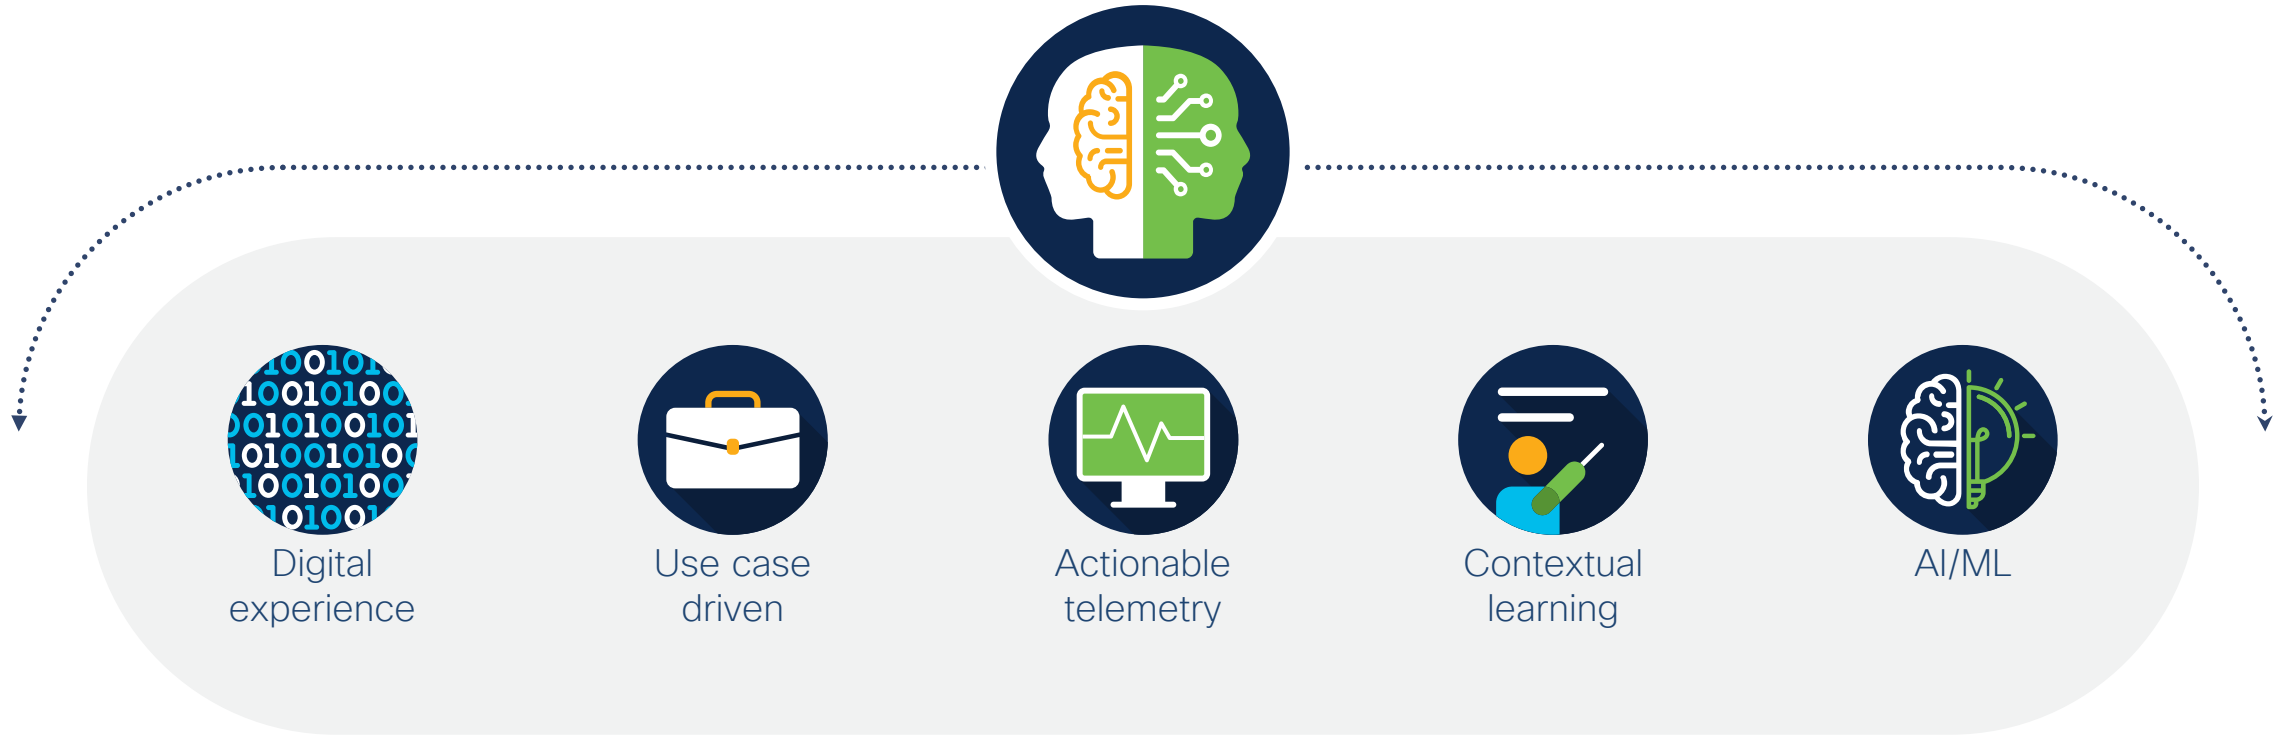 Digital
experience
Use case
driven
Actionable
telemetry
Contextual
learning
AI/ML